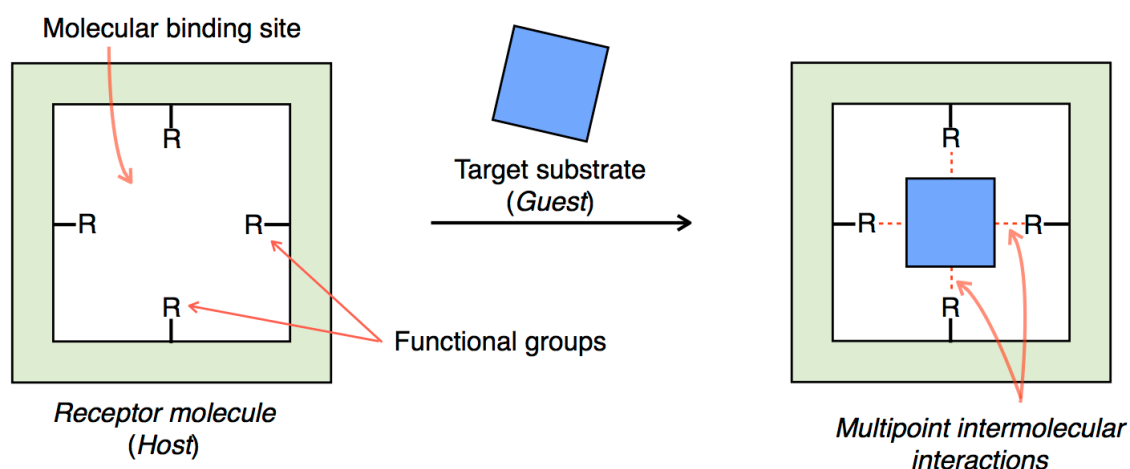 Molecular binding site
R
R
R
R
Receptor molecule
(Host)
Functional groups
Target substrate
(Guest)
R
R
R
R
Multipoint intermolecular
interactions